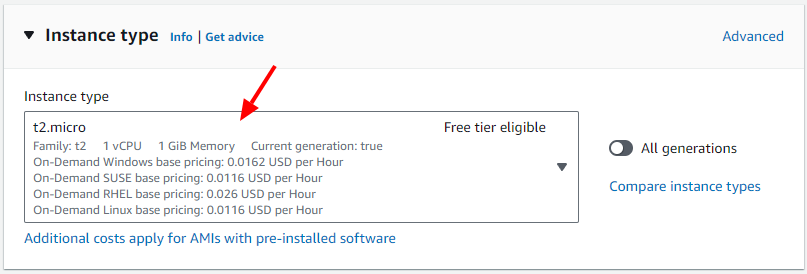 Instance type Info | Get advice Advanced
Instance type
t2.micro Free tier eligible
Family: t2 1 vCPU 1 GiB Memory Current generation: true
On-Demand Windows base pricing: 0.0162 USD per Hour
On-Demand SUSE base pricing: 0.0116 USD per Hour
On-Demand RHEL base pricing: 0.026 USD per Hour
On-Demand Linux base pricing: 0.0116 USD per Hour
All generations
Compare instance types
Additional costs apply for AMIs with pre-installed software